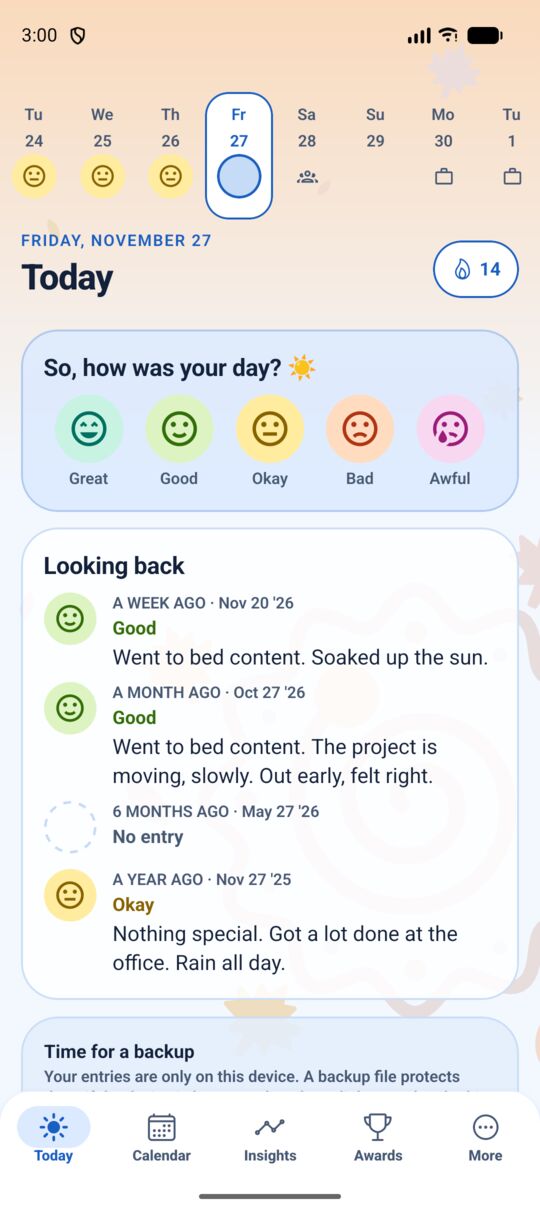 3:00
Tu We Th Fr Sa Su Mo Tu
24 25 26 27 28 29 30 1
FRIDAY, NOVEMBER 27
Today
14
So, how was your day? ☀️
Great Good Okay Bad Awful
Looking back
A WEEK AGO · Nov 20 '26
Good
Went to bed content. Soaked up the sun.
A MONTH AGO · Oct 27 '26
Good
Went to bed content. The project is
moving, slowly. Out early, felt right.
6 MONTHS AGO · May 27 '26
No entry
A YEAR AGO · Nov 27 '25
Okay
Nothing special. Got a lot done at the
office. Rain all day.
Time for a backup
Your entries are only on this device. A backup file protects
Today Calendar Insights Awards More